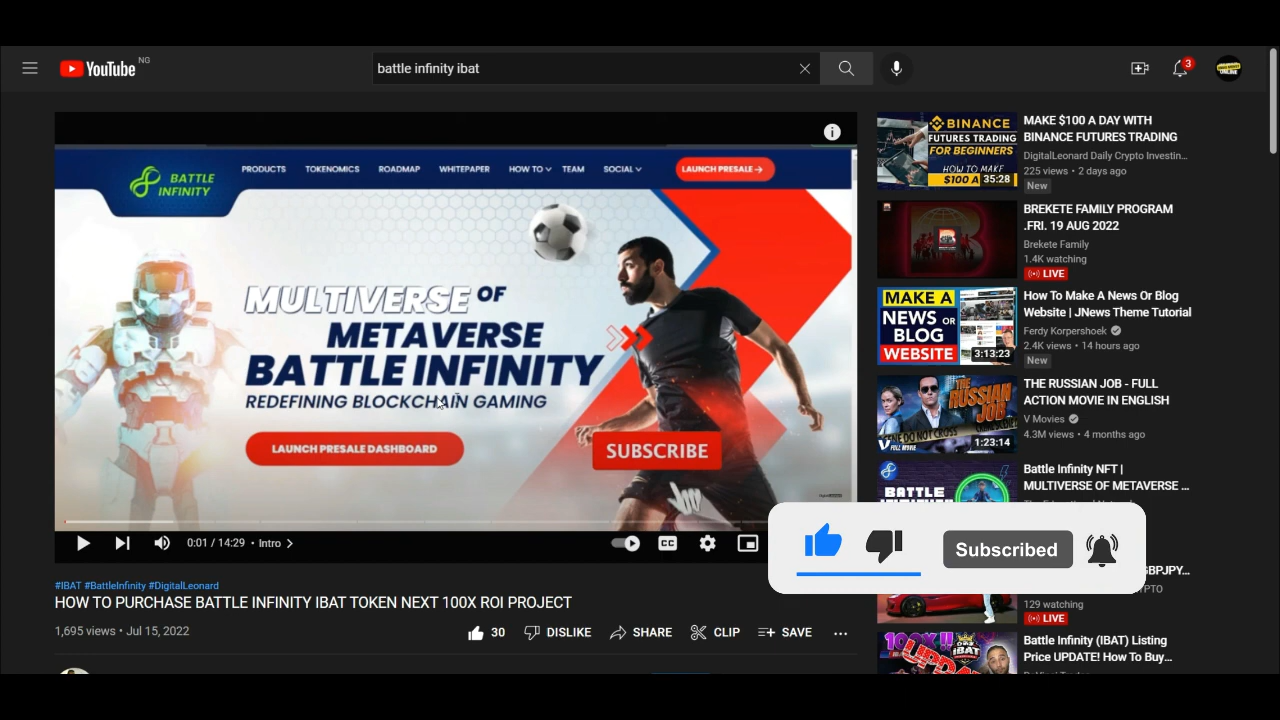 YouTube NG
battle infinity ibat
3
BATTLE
INFINITY
PRODUCTS TOKENOMICS ROADMAP WHITEPAPER HOW TO TEAM SOCIAL
LAUNCH PRESALE
MULTIVERSE OF
METAVERSE
BATTLE INFINITY
REDEFINING BLOCKCHAIN GAMING
LAUNCH PRESALE DASHBOARD
SUBSCRIBE
0:01 / 14:29 • Intro
CC
#IBAT #BattleInfinity #DigitalLeonard
HOW TO PURCHASE BATTLE INFINITY IBAT TOKEN NEXT 100X ROI PROJECT
1,695 views • Jul 15, 2022
30 DISLIKE SHARE CLIP SAVE
BINANCE
FUTURES TRADING
FOR BEGINNERS
HOW TO MAKE
$100 A
35:28
MAKE $100 A DAY WITH
BINANCE FUTURES TRADING
DigitalLeonard Daily Crypto Investin...
225 views • 2 days ago
New
BREKETE FAMILY PROGRAM
.FRI. 19 AUG 2022
Brekete Family
1.4K watching
LIVE
MAKE A
NEWS OR
BLOG
WEBSITE
3:13:23
How To Make A News Or Blog
Website | JNews Theme Tutorial
Ferdy Korpershoek
2.4K views • 14 hours ago
New
THE
RUSSIAN
JOB
V FULL MOVIE
1:23:14
THE RUSSIAN JOB - FULL
ACTION MOVIE IN ENGLISH
V Movies
4.3M views • 4 months ago
BATTLE
Battle Infinity NFT |
MULTIVERSE OF METAVERSE ...
Subscribed
GBPJPY...
129 watching
LIVE
100X
UPDATE
IBAT
Battle Infinity (IBAT) Listing
Price UPDATE! How To Buy...